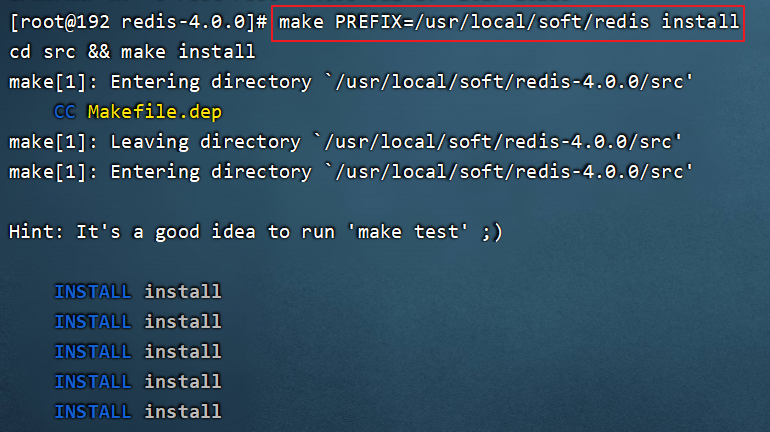 [root@192 redis-4.0.0]# make PREFIX=/usr/local/soft/redis install
cd src && make install
make[1]: Entering directory `/usr/local/soft/redis-4.0.0/src'
CC Makefile.dep
make[1]: Leaving directory `/usr/local/soft/redis-4.0.0/src'
make[1]: Entering directory `/usr/local/soft/redis-4.0.0/src'
Hint: It's a good idea to run 'make test' ;)
INSTALL install
INSTALL install
INSTALL install
INSTALL install
INSTALL install